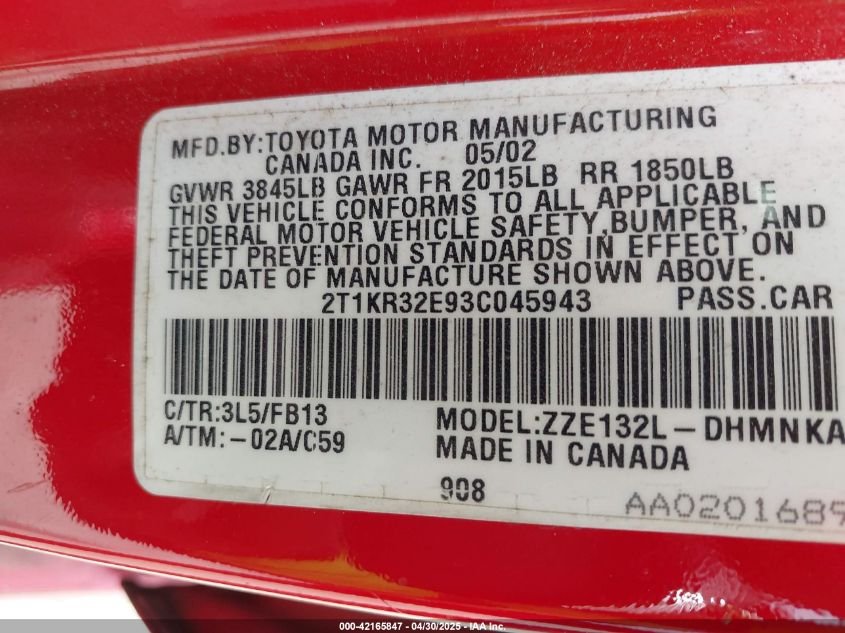 MFD.BY:TOYOTA MOTOR MANUFACTURING
CANADA INC. 05/02
GVWR 3845LB GAWR FR 2015LB RR 1850LB
THIS VEHICLE CONFORMS TO ALL APPLICABLE
FEDERAL MOTOR VEHICLE SAFETY,BUMPER, AND
THEFT PREVENTION STANDARDS IN EFFECT ON
THE DATE OF MANUFACTURE SHOWN ABOVE.
2T1KR32E93C045943 PASS.CAR
C/TR:3L5/FB13 MODEL:ZZE132L-DHMNKA
A/TM:-02A/C59 MADE IN CANADA
908
AA0201689
000-42165847 - 04/30/2025 - IAA Inc.